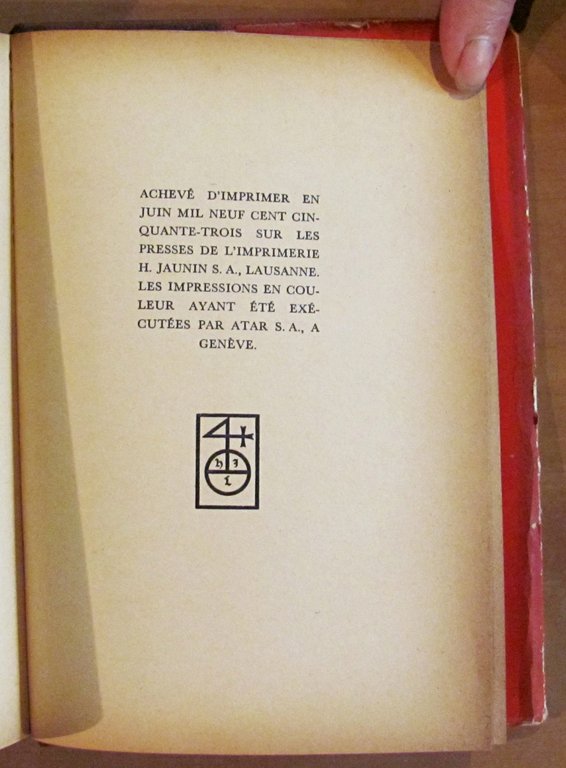 ACHEVÉ D'IMPRIMER EN
JUIN MIL NEUF CENT CIN-
QUANTE-TROIS SUR LES
PRESSES DE L'IMPRIMERIE
H. JAUNIN S. A., LAUSANNE.
LES IMPRESSIONS EN COU-
LEUR AYANT ÉTÉ EXÉ-
CUTÉES PAR ATAR S. A., A
GENÈVE.
4
H J
L